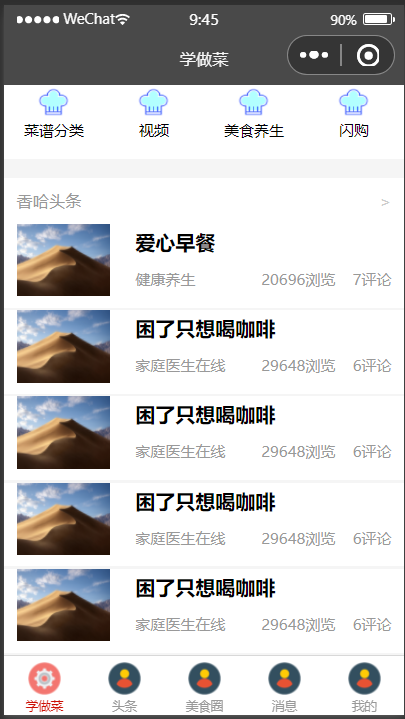 WeChat 9:45 90%
学做菜
菜谱分类 视频 美食养生 闪购
香哈头条 >
爱心早餐
健康养生 20696浏览 7评论
困了只想喝咖啡
家庭医生在线 29648浏览 6评论
困了只想喝咖啡
家庭医生在线 29648浏览 6评论
困了只想喝咖啡
家庭医生在线 29648浏览 6评论
困了只想喝咖啡
家庭医生在线 29648浏览 6评论
学做菜 头条 美食圈 消息 我的